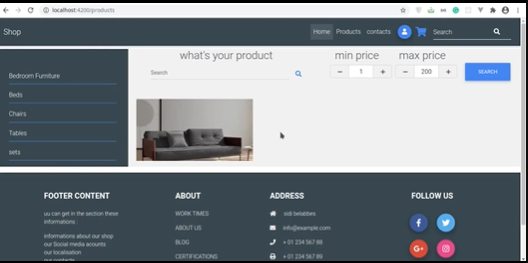 localhost:4200/products
Shop
Home Products contacts Search
what's your product min price max price
Bedroom Furniture
Search − 1 + − 200 + SEARCH
Beds
Chairs
Tables
sets
FOOTER CONTENT ABOUT ADDRESS FOLLOW US
uu can get in the section these
informations :
WORK TIMES
sidi belabbes
ABOUT US
info@example.com
informations about our shop
our Social media acounts
our localisation
BLOG
+ 01 234 567 88
CERTIFICATIONS
+ 01 234 567 89